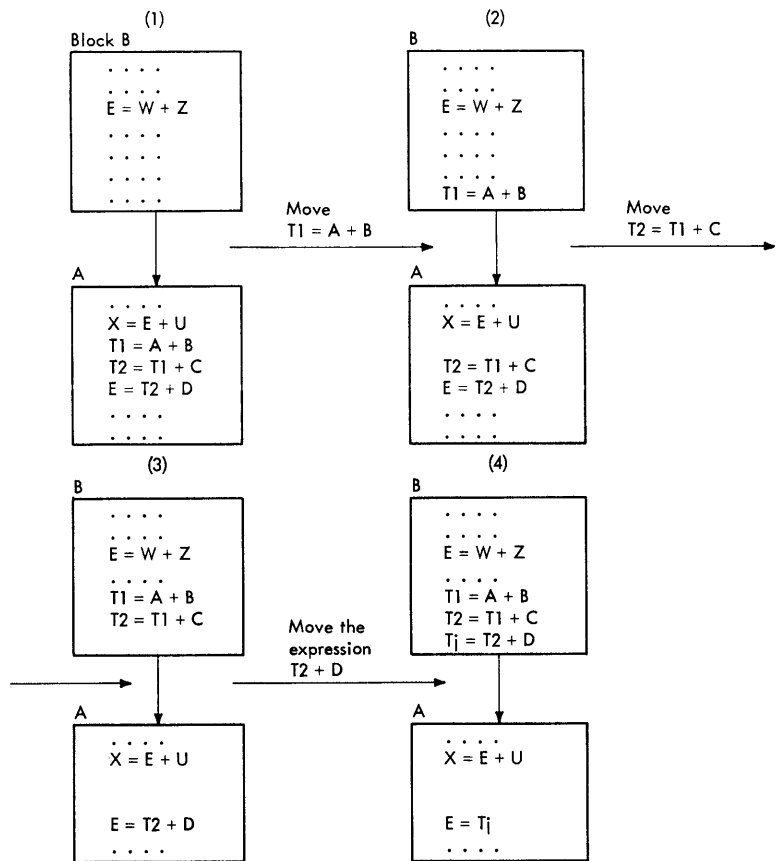 (1)
Block B
. . . .
. . . .
E = W + Z
. . . .
. . . .
. . . .
. . . .
Move
T1 = A + B
A
. . . .
X = E + U
T1 = A + B
T2 = T1 + C
E = T2 + D
. . . .
. . . .
(2)
B
. . . .
. . . .
E = W + Z
. . . .
. . . .
. . . .
T1 = A + B
Move
T2 = T1 + C
A
. . . .
X = E + U
T2 = T1 + C
E = T2 + D
. . . .
. . . .
(3)
B
. . . .
. . . .
E = W + Z
. . . .
T1 = A + B
T2 = T1 + C
Move the
expression
T2 + D
A
. . . .
X = E + U
E = T2 + D
. . . .
(4)
B
. . . .
. . . .
E = W + Z
. . . .
T1 = A + B
T2 = T1 + C
Tj = T2 + D
A
. . . .
X = E + U
E = Tj
. . . .